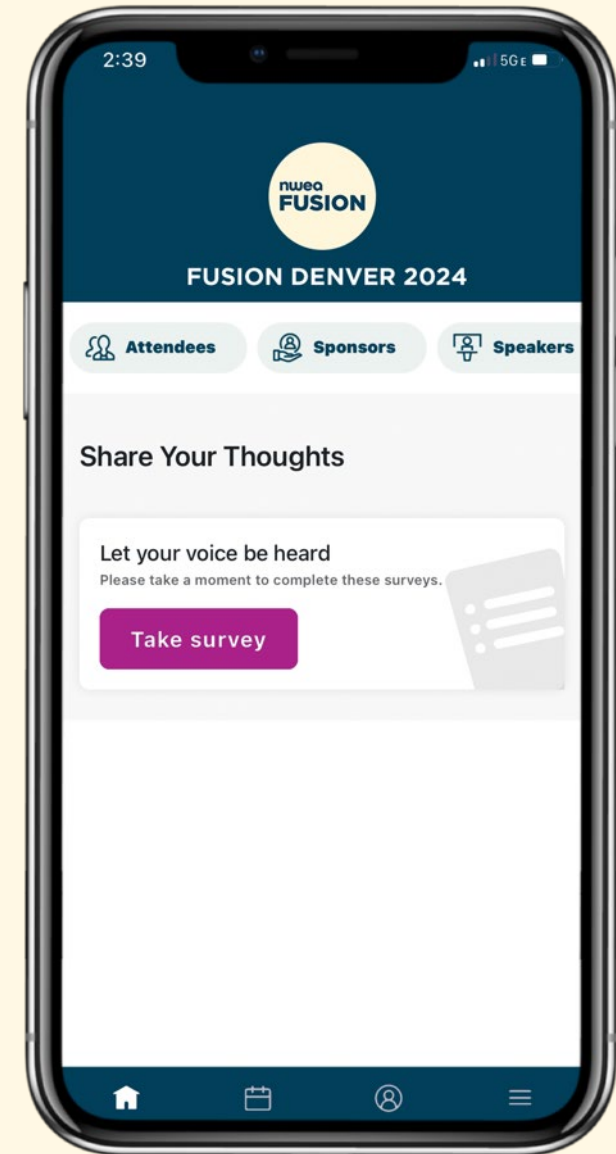 2:39
5GE
nwea
FUSION
FUSION DENVER 2024
Attendees
Sponsors
Speakers
Share Your Thoughts
Let your voice be heard
Please take a moment to complete these surveys.
Take survey